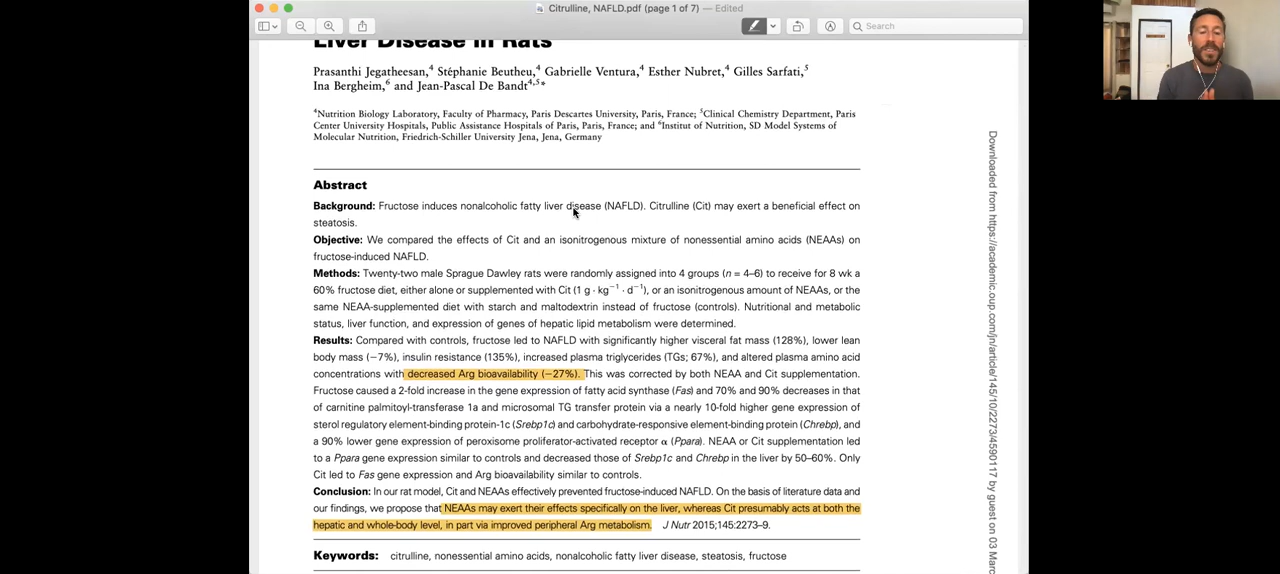 Citrulline, NAFLD.pdf (page 1 of 7) — Edited
Search
Liver Disease in Rats
Prasanthi Jegatheesan,⁴ Stéphanie Beutheu,⁴ Gabrielle Ventura,⁴ Esther Nubret,⁴ Gilles Sarfati,⁵
Ina Bergheim,⁶ and Jean-Pascal De Bandt⁴,⁵*
⁴Nutrition Biology Laboratory, Faculty of Pharmacy, Paris Descartes University, Paris, France; ⁵Clinical Chemistry Department, Paris
Center University Hospitals, Public Assistance Hospitals of Paris, Paris, France; and ⁶Institut of Nutrition, SD Model Systems of
Molecular Nutrition, Friedrich-Schiller University Jena, Jena, Germany
Abstract
Background: Fructose induces nonalcoholic fatty liver disease (NAFLD). Citrulline (Cit) may exert a beneficial effect on
steatosis.
Objective: We compared the effects of Cit and an isonitrogenous mixture of nonessential amino acids (NEAAs) on
fructose-induced NAFLD.
Methods: Twenty-two male Sprague Dawley rats were randomly assigned into 4 groups (n = 4–6) to receive for 8 wk a
60% fructose diet, either alone or supplemented with Cit (1 g · kg⁻¹ · d⁻¹), or an isonitrogenous amount of NEAAs, or the
same NEAA-supplemented diet with starch and maltodextrin instead of fructose (controls). Nutritional and metabolic
status, liver function, and expression of genes of hepatic lipid metabolism were determined.
Results: Compared with controls, fructose led to NAFLD with significantly higher visceral fat mass (128%), lower lean
body mass (−7%), insulin resistance (135%), increased plasma triglycerides (TGs; 67%), and altered plasma amino acid
concentrations with decreased Arg bioavailability (−27%). This was corrected by both NEAA and Cit supplementation.
Fructose caused a 2-fold increase in the gene expression of fatty acid synthase (Fas) and 70% and 90% decreases in that
of carnitine palmitoyl-transferase 1a and microsomal TG transfer protein via a nearly 10-fold higher gene expression of
sterol regulatory element-binding protein-1c (Srebp1c) and carbohydrate-responsive element-binding protein (Chrebp), and
a 90% lower gene expression of peroxisome proliferator-activated receptor α (Ppara). NEAA or Cit supplementation led
to a Ppara gene expression similar to controls and decreased those of Srebp1c and Chrebp in the liver by 50–60%. Only
Cit led to Fas gene expression and Arg bioavailability similar to controls.
Conclusion: In our rat model, Cit and NEAAs effectively prevented fructose-induced NAFLD. On the basis of literature data and
our findings, we propose that NEAAs may exert their effects specifically on the liver, whereas Cit presumably acts at both the
hepatic and whole-body level, in part via improved peripheral Arg metabolism. J Nutr 2015;145:2273–9.
Keywords: citrulline, nonessential amino acids, nonalcoholic fatty liver disease, steatosis, fructose
Downloaded from https://academic.oup.com/jn/article/145/10/2273/4590117 by guest on 03 Marc